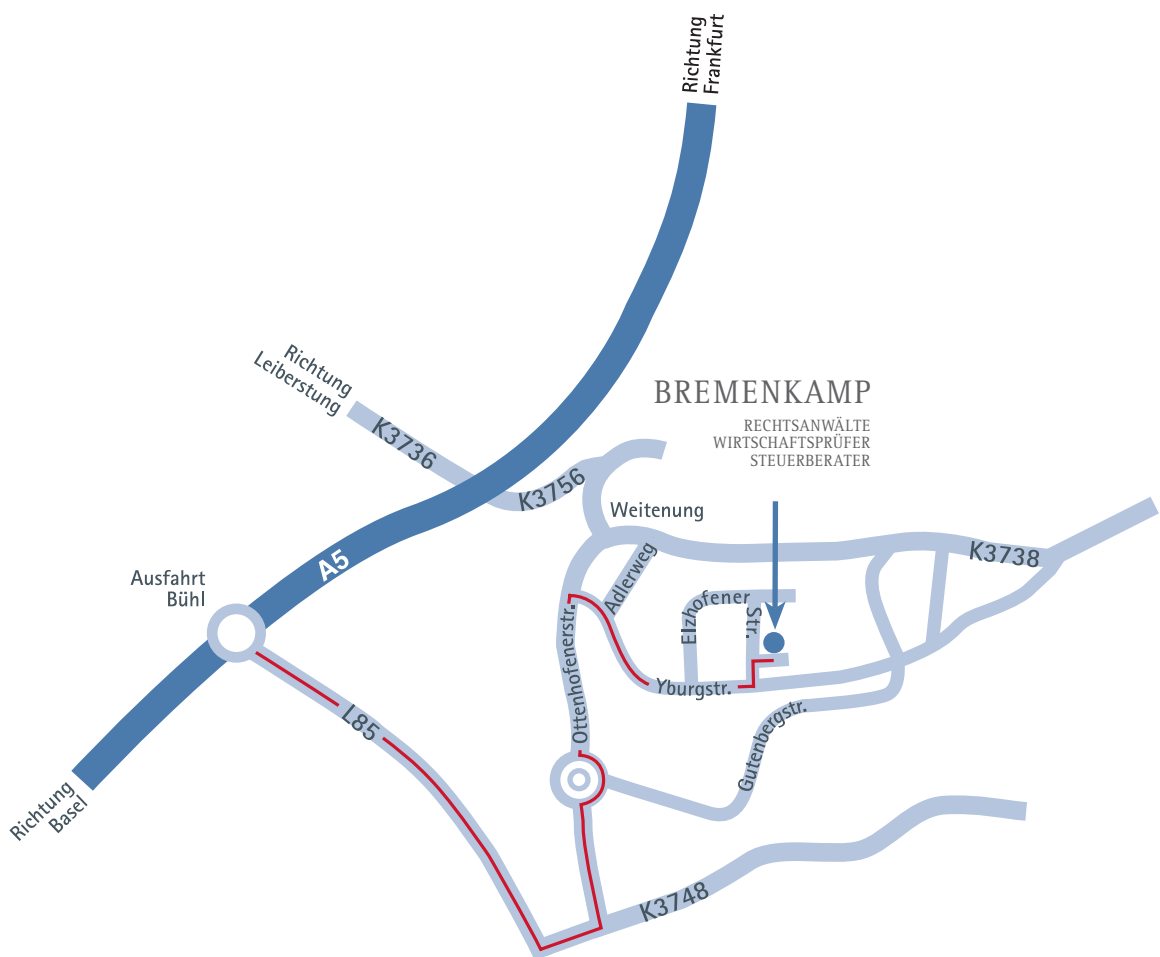 Richtung
Frankfurt
Richtung
Leiberstung
K3736
BREMENKAMP
RECHTSANWÄLTE
WIRTSCHAFTSPRÜFER
STEUERBERATER
K3756
Weitenung
K3738
A5
Ausfahrt
Bühl
Adlerweg
Elzhofener
Str.
Ottenhofenerstr.
Yburgstr.
L85
Gutenbergstr.
Richtung
Basel
K3748